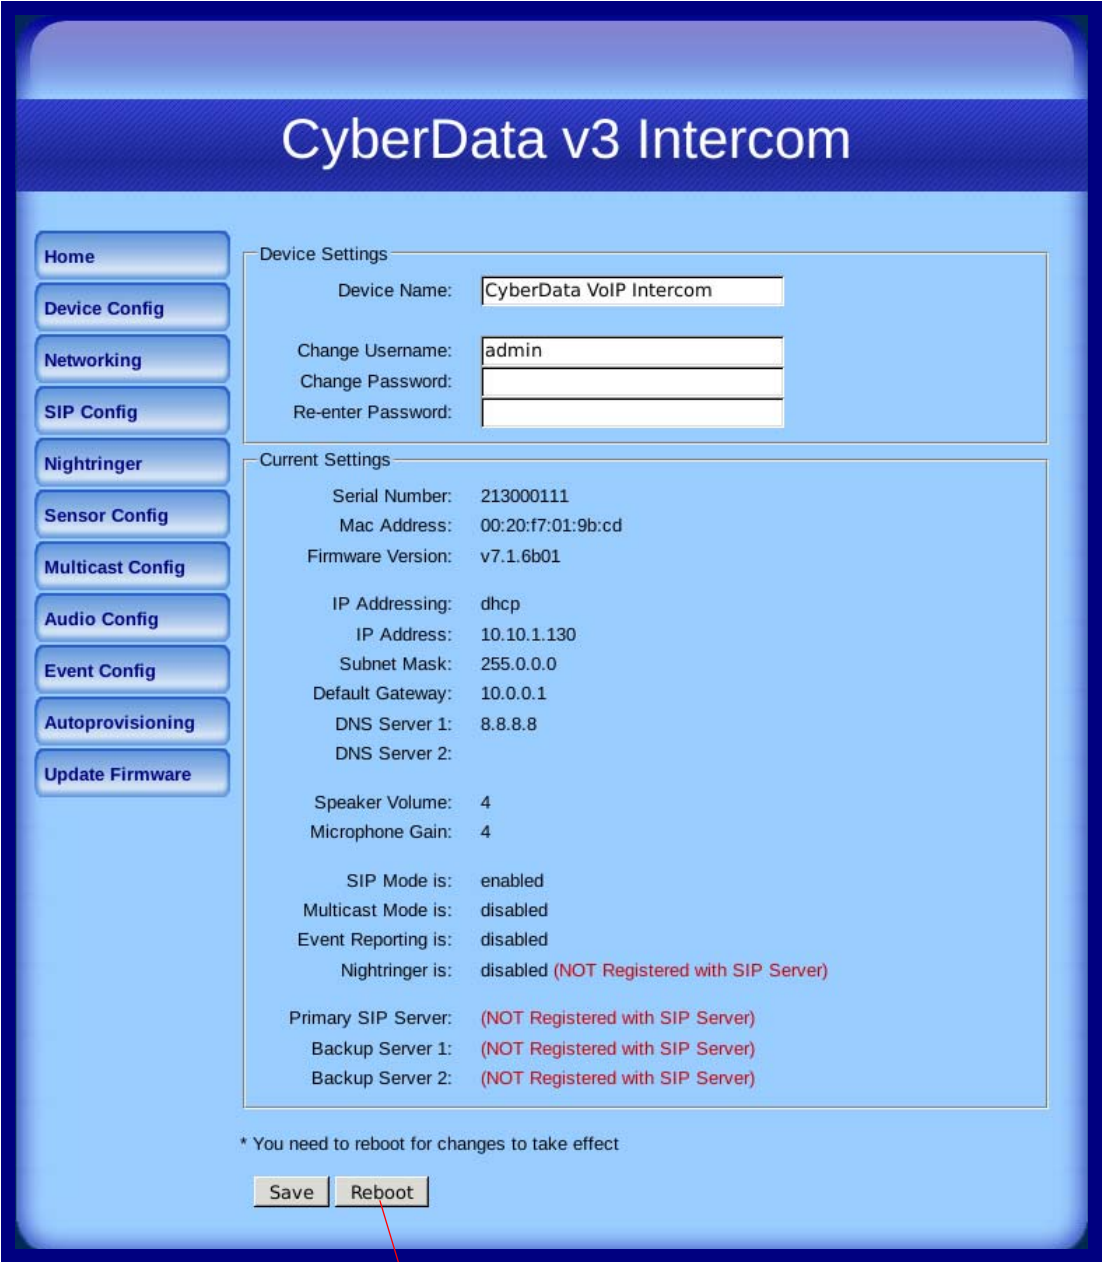 CyberData v3 Intercom
Home
Device Config
Networking
SIP Config
Nightringer
Sensor Config
Multicast Config
Audio Config
Event Config
Autoprovisioning
Update Firmware
Device Settings
Device Name: CyberData VoIP Intercom
Change Username: admin
Change Password:
Re-enter Password:
Current Settings
Serial Number: 213000111
Mac Address: 00:20:f7:01:9b:cd
Firmware Version: v7.1.6b01
IP Addressing: dhcp
IP Address: 10.10.1.130
Subnet Mask: 255.0.0.0
Default Gateway: 10.0.0.1
DNS Server 1: 8.8.8.8
DNS Server 2:
Speaker Volume: 4
Microphone Gain: 4
SIP Mode is: enabled
Multicast Mode is: disabled
Event Reporting is: disabled
Nightringer is: disabled (NOT Registered with SIP Server)
Primary SIP Server: (NOT Registered with SIP Server)
Backup Server 1: (NOT Registered with SIP Server)
Backup Server 2: (NOT Registered with SIP Server)
* You need to reboot for changes to take effect
Save Reboot